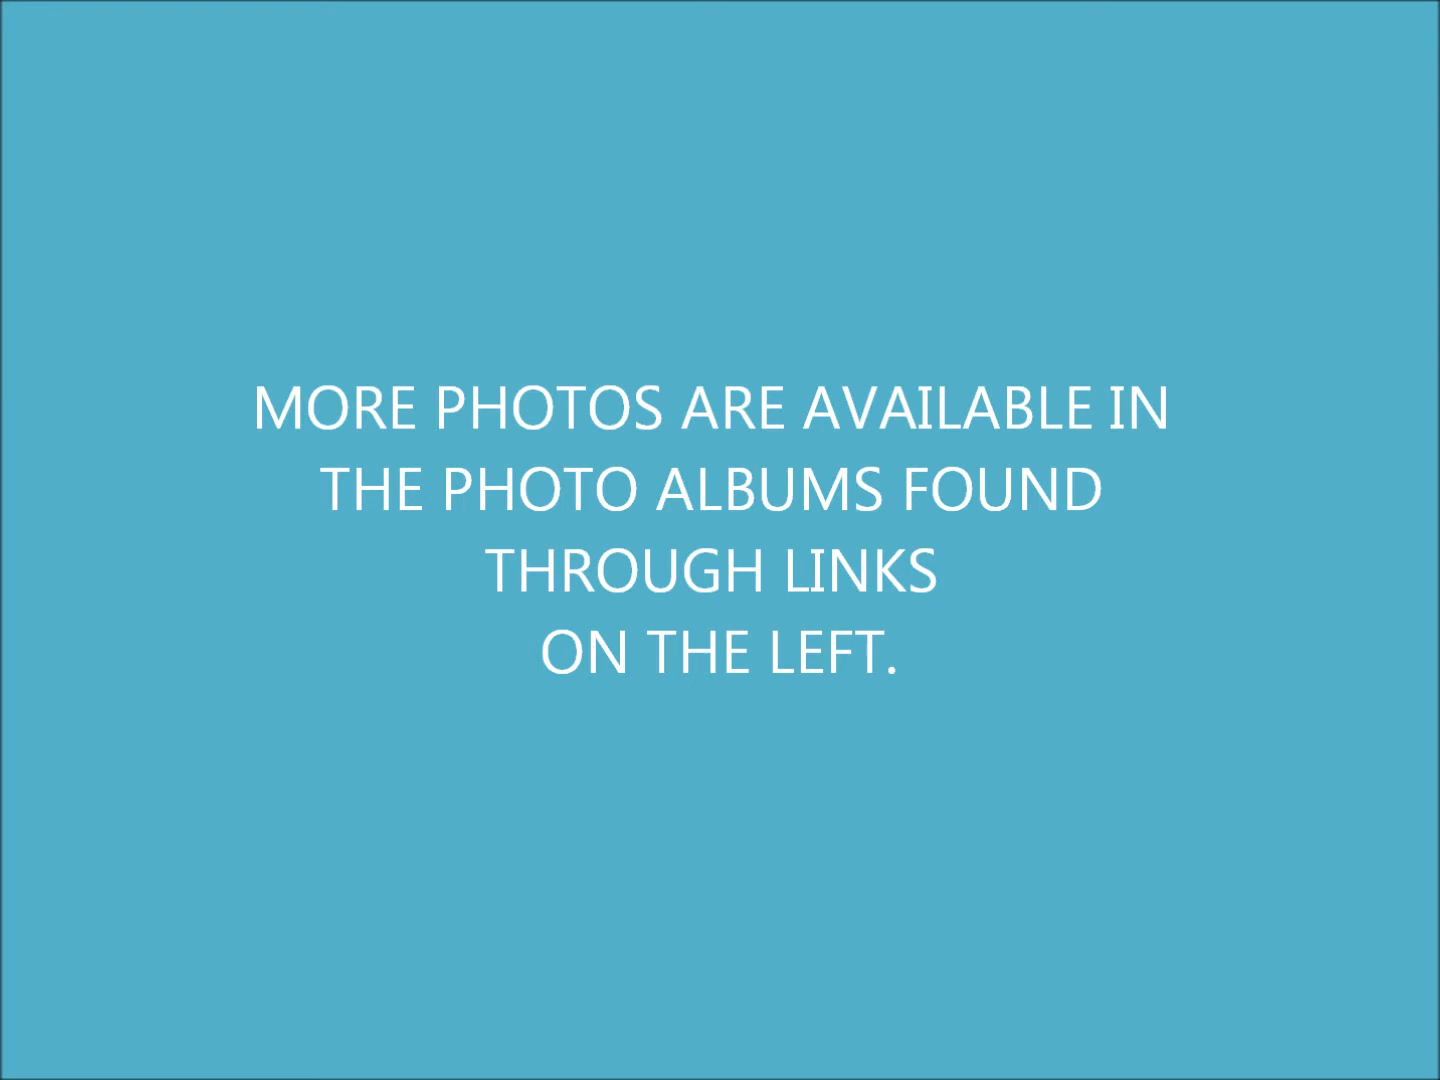 MORE PHOTOS ARE AVAILABLE IN
THE PHOTO ALBUMS FOUND
THROUGH LINKS
ON THE LEFT.